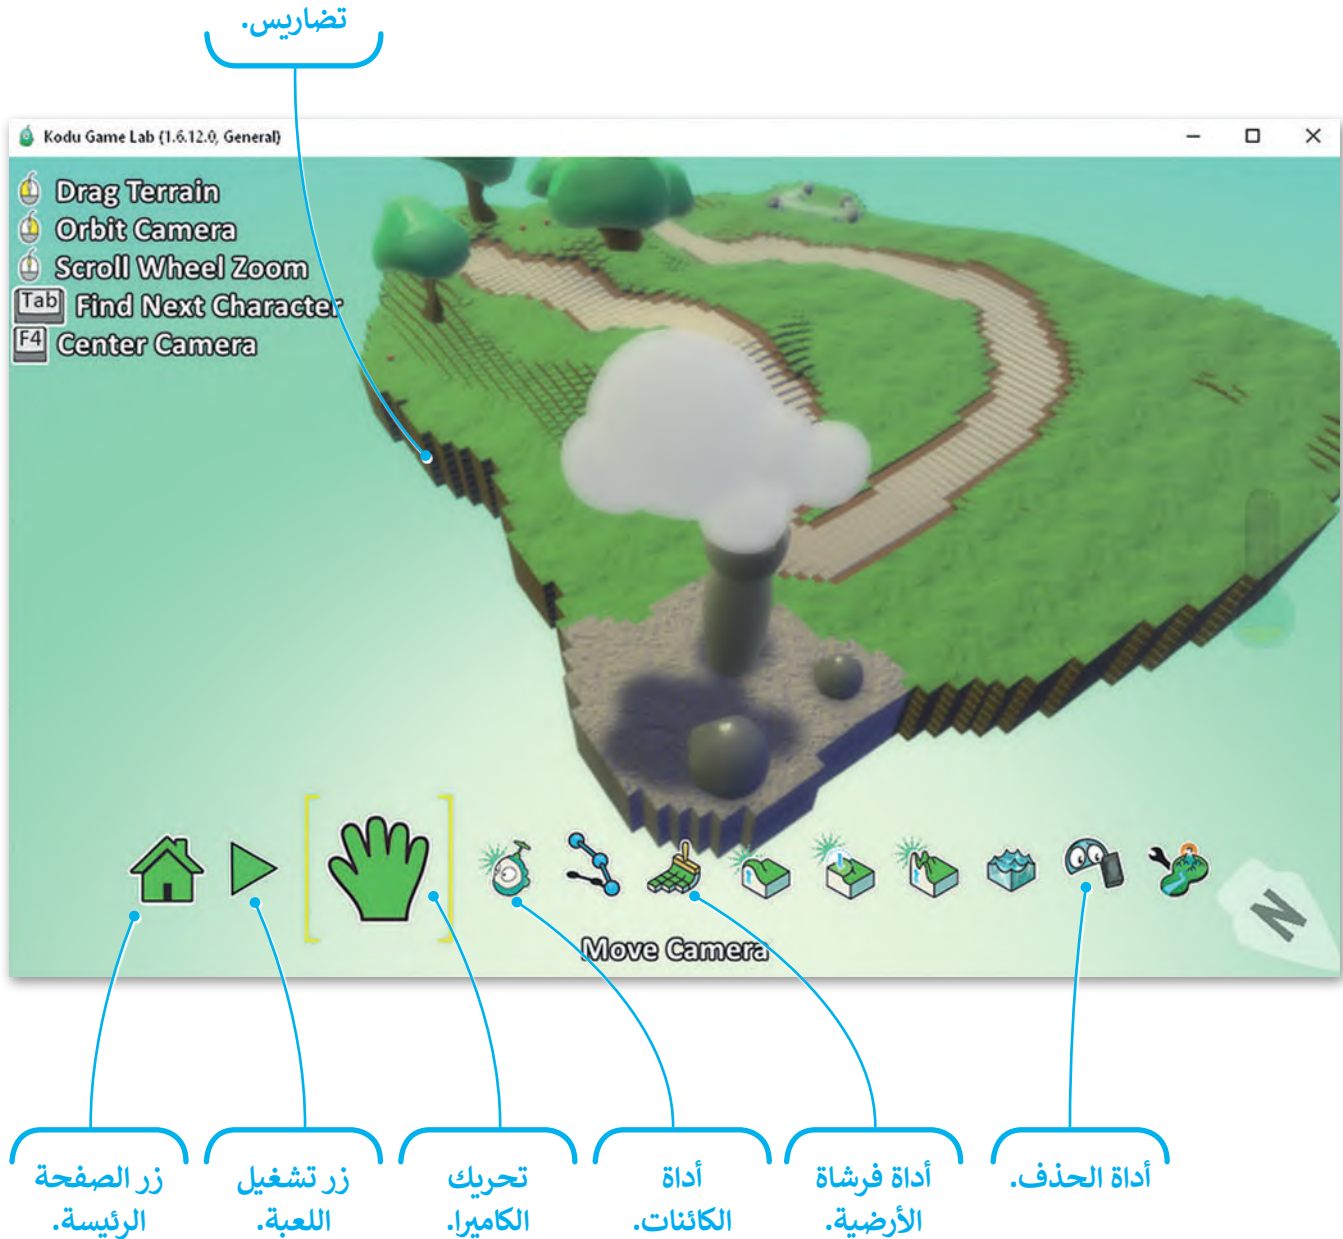 تضاريس.
Kodu Game Lab (1.6.12.0, General)
Drag Terrain
Orbit Camera
Scroll Wheel Zoom
Tab Find Next Character
F4 Center Camera
Move Camera
N
زر الصفحة
الرئيسة.
زر تشغيل
اللعبة.
تحريك
الكاميرا.
أداة
الكائنات.
أداة فرشاة
الأرضية.
أداة الحذف.